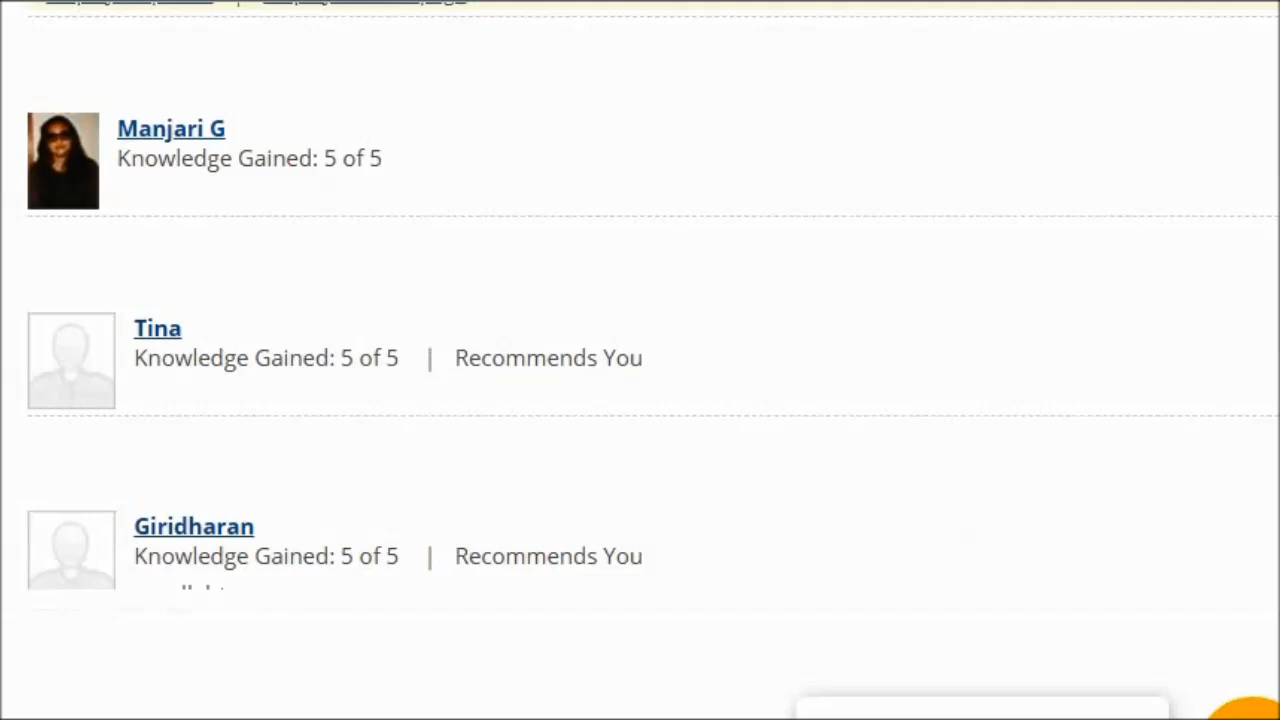 Manjari G
Knowledge Gained: 5 of 5
Tina
Knowledge Gained: 5 of 5 | Recommends You
Giridharan
Knowledge Gained: 5 of 5 | Recommends You